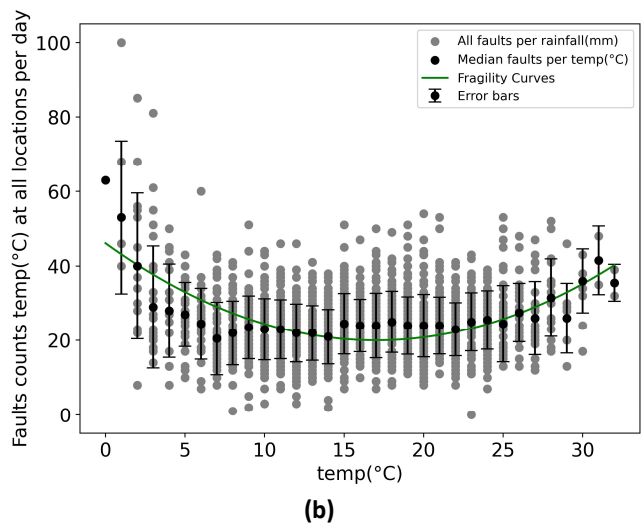 Faults counts temp(°C) at all locations per day
100
80
60
40
20
0
All faults per rainfall(mm)
Median faults per temp(°C)
Fragility Curves
Error bars
0 5 10 15 20 25 30
temp(°C)
(b)